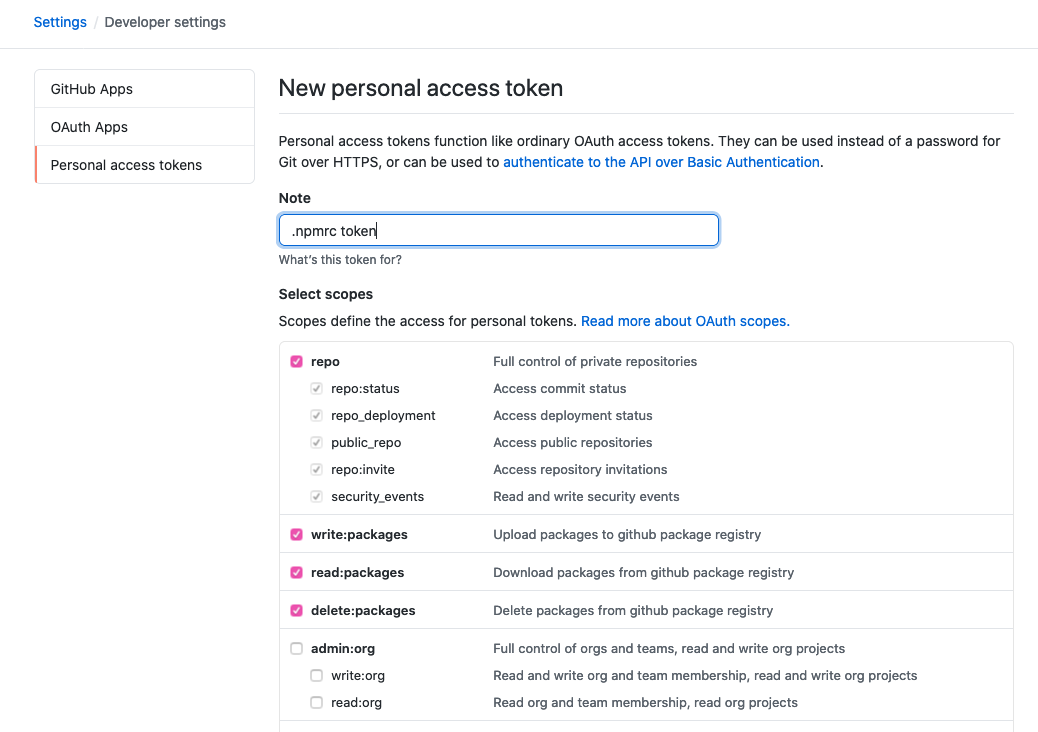 Settings / Developer settings
GitHub Apps
OAuth Apps
Personal access tokens
New personal access token
Personal access tokens function like ordinary OAuth access tokens. They can be used instead of a password for
Git over HTTPS, or can be used to authenticate to the API over Basic Authentication.
Note
.npmrc token
What's this token for?
Select scopes
Scopes define the access for personal tokens. Read more about OAuth scopes.
repo Full control of private repositories
repo:status Access commit status
repo_deployment Access deployment status
public_repo Access public repositories
repo:invite Access repository invitations
security_events Read and write security events
write:packages Upload packages to github package registry
read:packages Download packages from github package registry
delete:packages Delete packages from github package registry
admin:org Full control of orgs and teams, read and write org projects
write:org Read and write org and team membership, read and write org projects
read:org Read org and team membership, read org projects